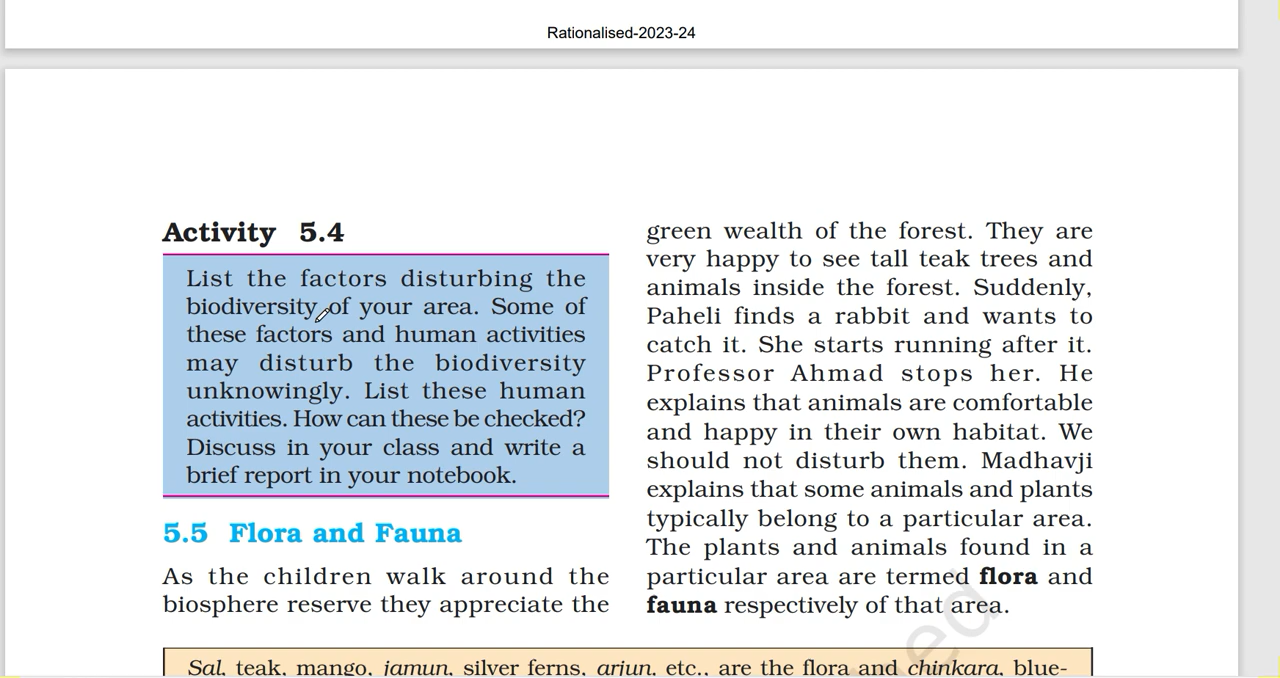 Rationalised-2023-24
Activity 5.4
List the factors disturbing the
biodiversity of your area. Some of
these factors and human activities
may disturb the biodiversity
unknowingly. List these human
activities. How can these be checked?
Discuss in your class and write a
brief report in your notebook.
5.5 Flora and Fauna
As the children walk around the
biosphere reserve they appreciate the
green wealth of the forest. They are
very happy to see tall teak trees and
animals inside the forest. Suddenly,
Paheli finds a rabbit and wants to
catch it. She starts running after it.
Professor Ahmad stops her. He
explains that animals are comfortable
and happy in their own habitat. We
should not disturb them. Madhavji
explains that some animals and plants
typically belong to a particular area.
The plants and animals found in a
particular area are termed flora and
fauna respectively of that area.
Sal, teak, mango, jamun, silver ferns, arjun, etc., are the flora and chinkara, blue-